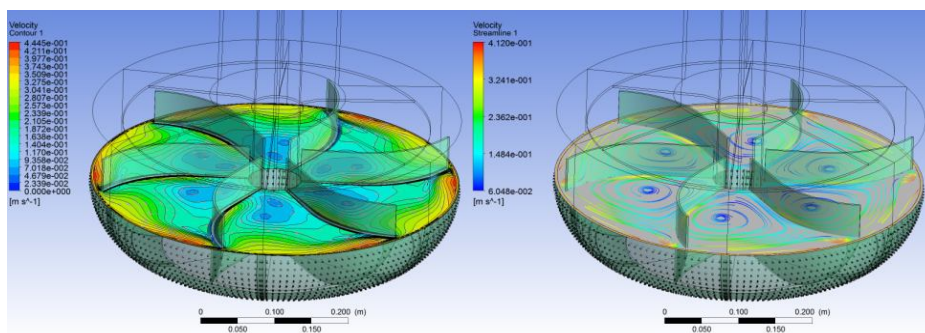 Velocity
Contour 1
4.445e-001
4.211e-001
3.977e-001
3.743e-001
3.509e-001
3.275e-001
3.041e-001
2.807e-001
2.573e-001
2.339e-001
2.105e-001
1.872e-001
1.638e-001
1.404e-001
1.170e-001
9.358e-002
7.018e-002
4.679e-002
2.339e-002
0.000e+000
[m s^-1]
0 0.100 0.200 (m)
0.050 0.150
Velocity
Streamline 1
4.120e-001
3.241e-001
2.362e-001
1.484e-001
6.048e-002
[m s^-1]
0 0.100 0.200 (m)
0.050 0.150